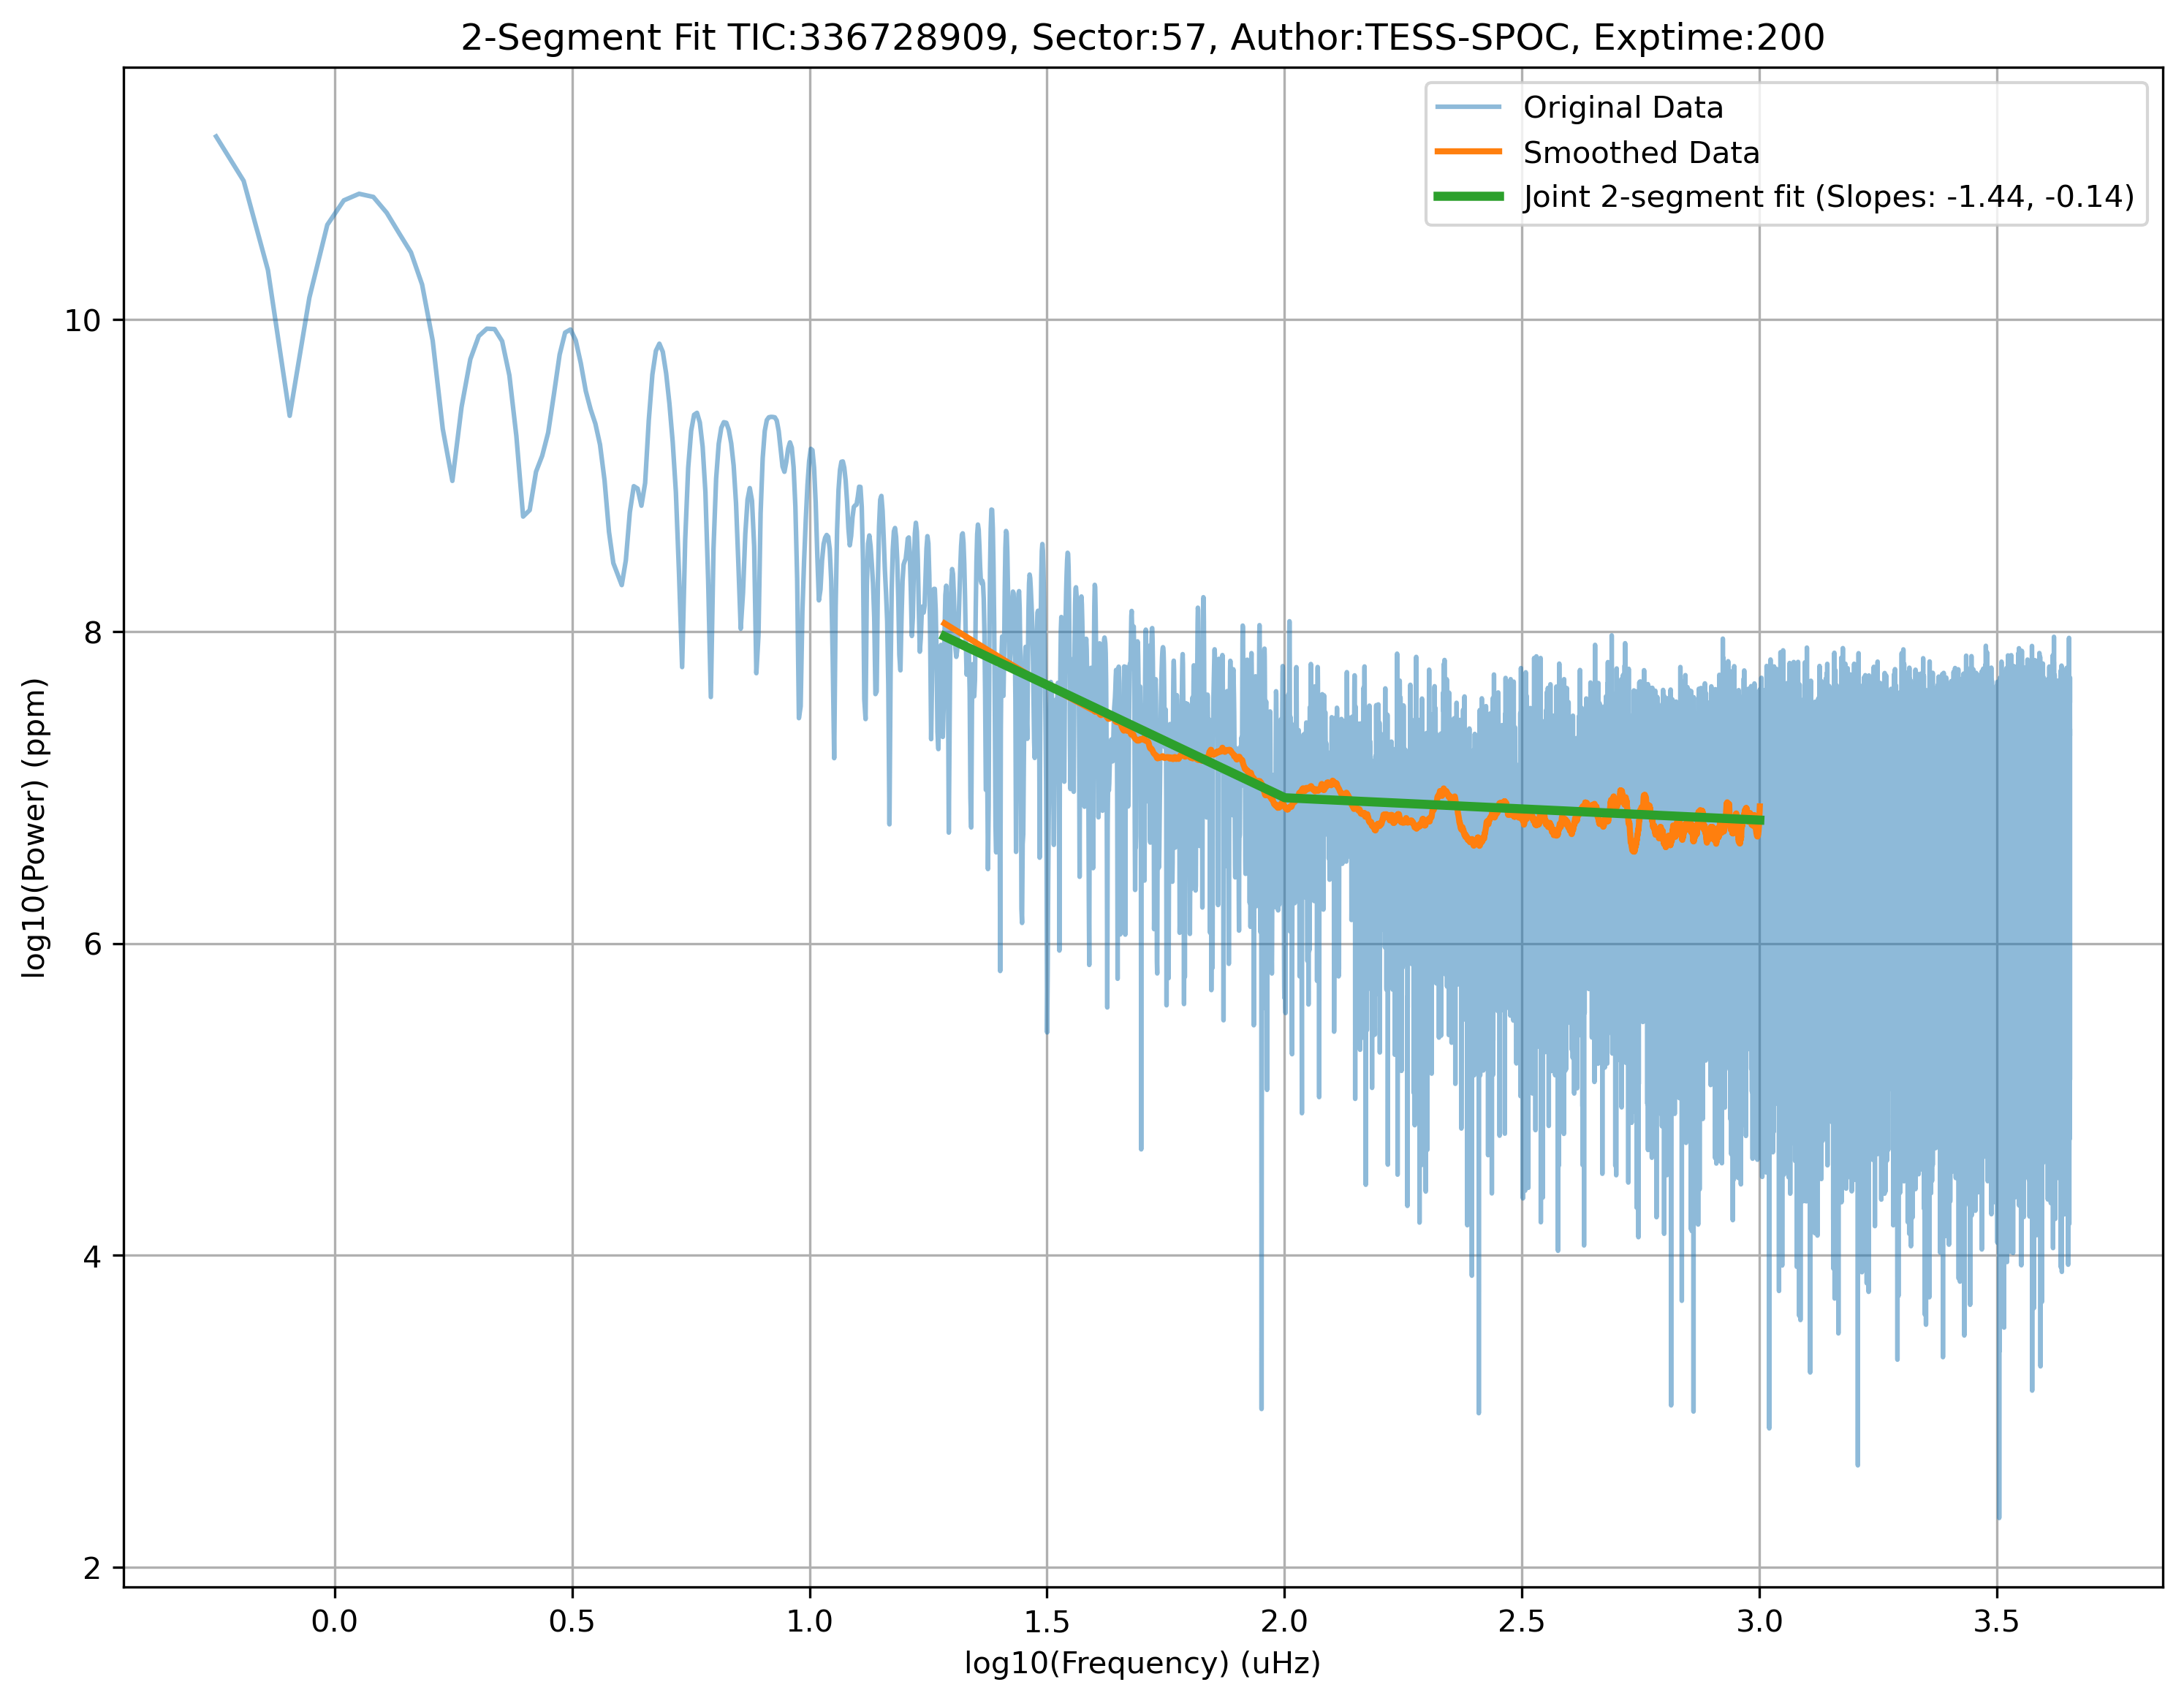 2-Segment Fit TIC:336728909, Sector:57, Author:TESS-SPOC, Exptime:200
Original Data
Smoothed Data
Joint 2-segment fit (Slopes: -1.44, -0.14)
log10(Power) (ppm)
10
8
6
4
2
0.0 0.5 1.0 1.5 2.0 2.5 3.0 3.5
log10(Frequency) (uHz)